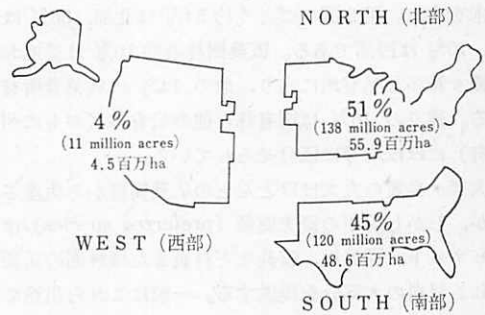 NORTH (北部)
4%
(11 million acres)
4.5百万ha
WEST (西部)
51%
(138 million acres)
55.9百万ha
45%
(120 million acres)
48.6百万ha
SOUTH (南部)